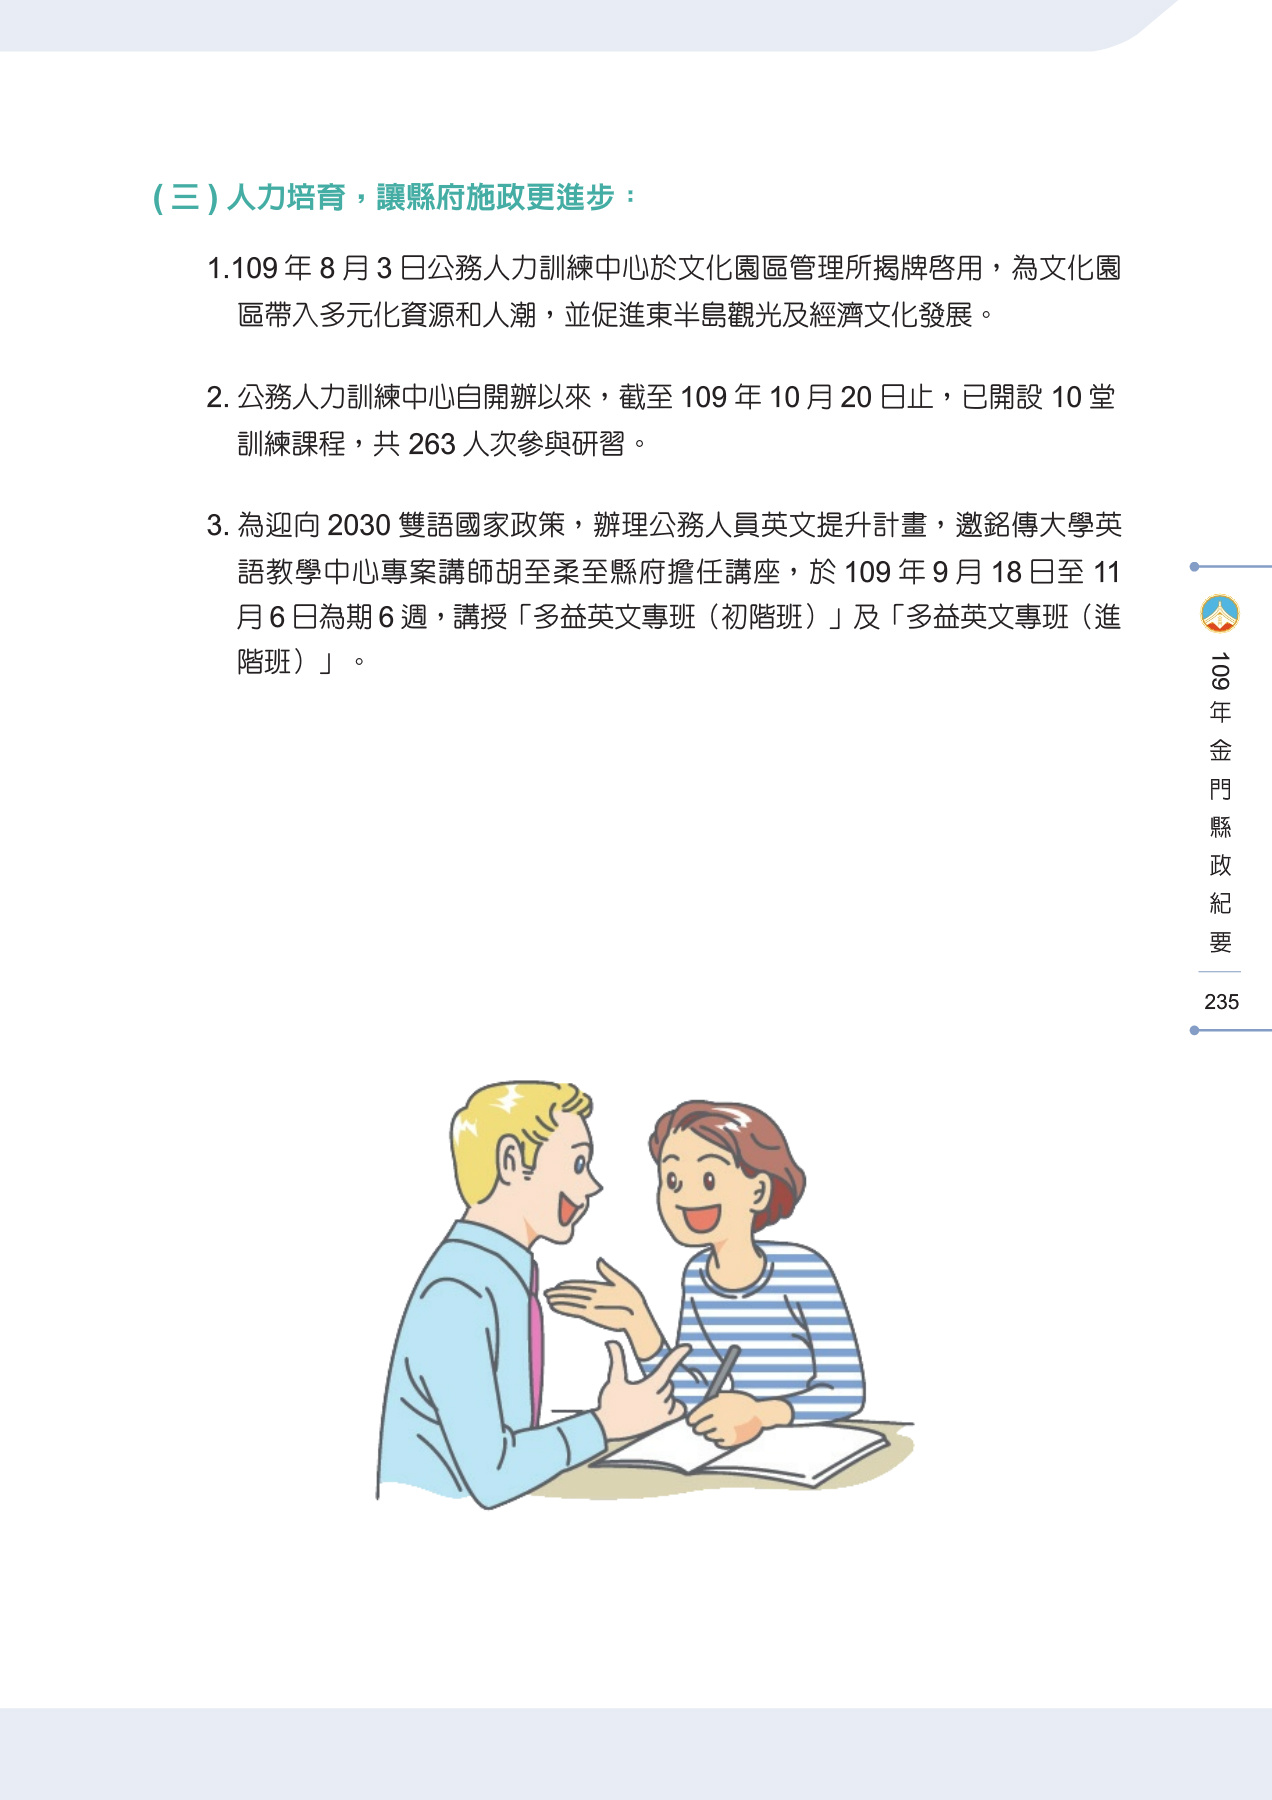 (三)人力培育，讓縣府施政更進步：
1.109 年 8 月 3 日公務人力訓練中心於文化園區管理所揭牌啓用，為文化園
區帶入多元化資源和人潮，並促進東半島觀光及經濟文化發展。
2. 公務人力訓練中心自開辦以來，截至 109 年 10 月 20 日止，已開設 10 堂
訓練課程，共 263 人次參與研習。
3. 為迎向 2030 雙語國家政策，辦理公務人員英文提升計畫，邀銘傳大學英
語教學中心專案講師胡至柔至縣府擔任講座，於 109 年 9 月 18 日至 11
月 6 日為期 6 週，講授「多益英文專班（初階班）」及「多益英文專班（進
階班）」。
109年金門縣政紀要
235